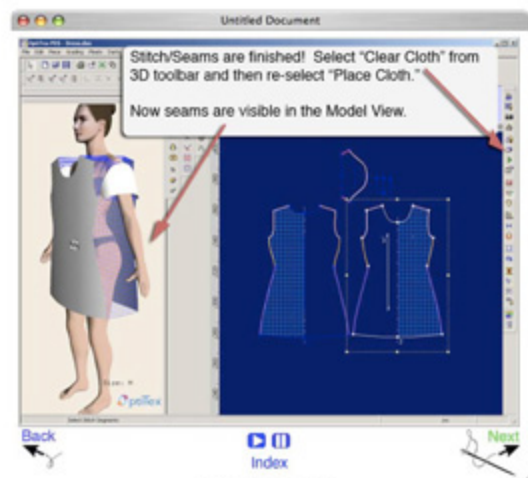 Untitled Document
Stitch/Seams are finished! Select “Clear Cloth” from
3D toolbar and then re-select “Place Cloth.”
Now seams are visible in the Model View.
OptiTex
Back
Next
Index